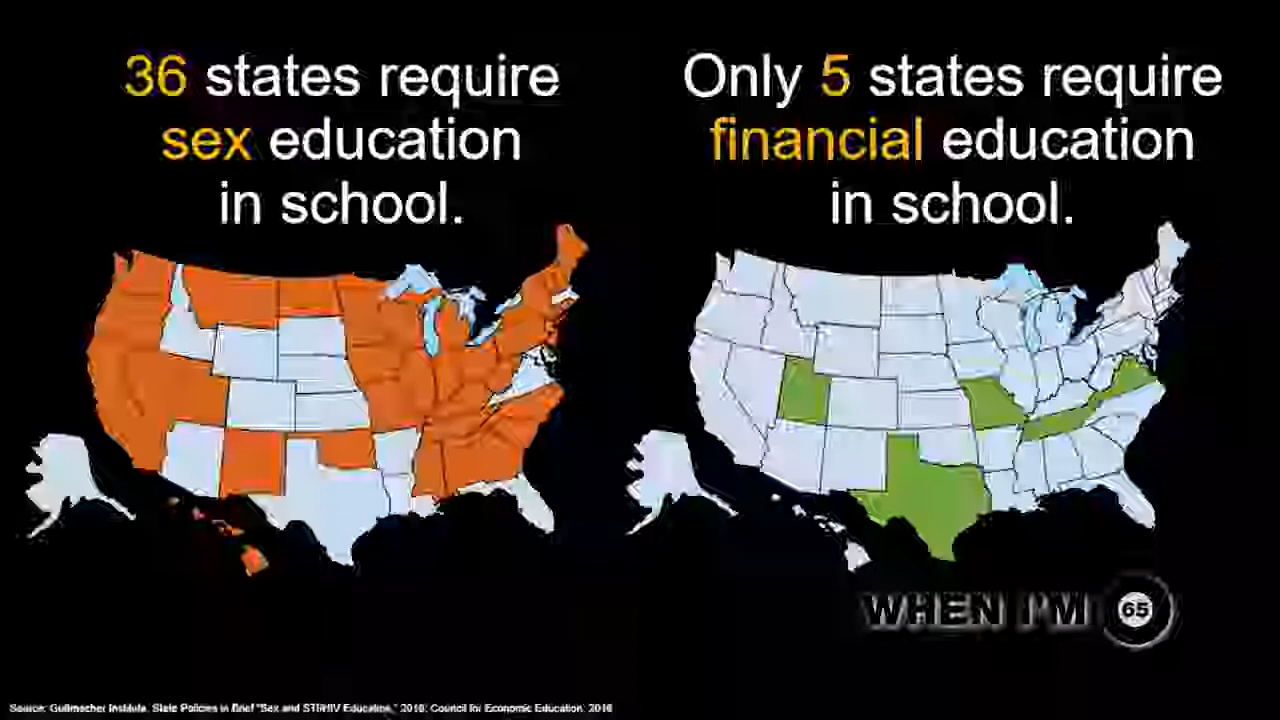 36 states require
sex education
in school.
Only 5 states require
financial education
in school.
WHEN I'M 65
Source: Guttmacher Institute. State Policies in Brief "Sex and STI/HIV Education," 2016; Council for Economic Education, 2016